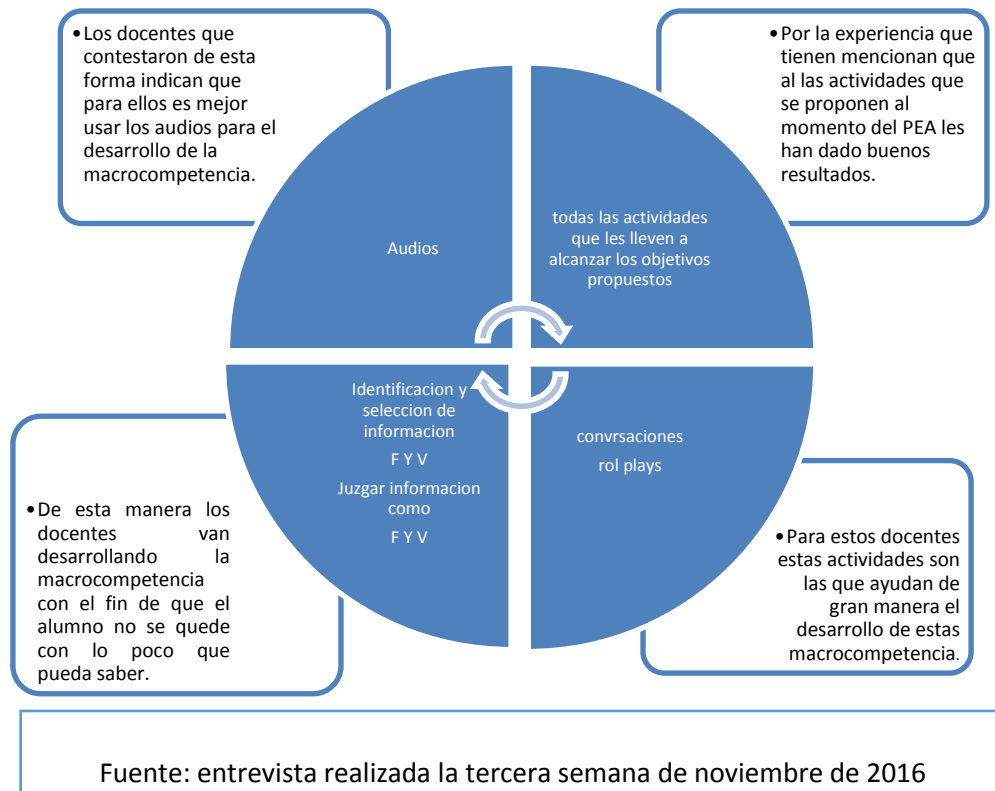 •Los docentes que
contestaron de esta
forma indican que
para ellos es mejor
usar los audios para el
desarrollo de la
macrocompetencia.
•Por la experiencia que
tienen mencionan que
al las actividades que
se proponen al
momento del PEA les
han dado buenos
resultados.
Audios
todas las actividades
que les lleven a
alcanzar los objetivos
propuestos
Identificacion y
seleccion de
informacion
F Y V
Juzgar informacion
como
F Y V
convrsaciones
rol plays
•De esta manera los
docentes van
desarrollando la
macrocompetencia
con el fin de que el
alumno no se quede
con lo poco que
pueda saber.
•Para estos docentes
estas actividades son
las que ayudan de
gran manera el
desarrollo de estas
macrocompetencia.
Fuente: entrevista realizada la tercera semana de noviembre de 2016